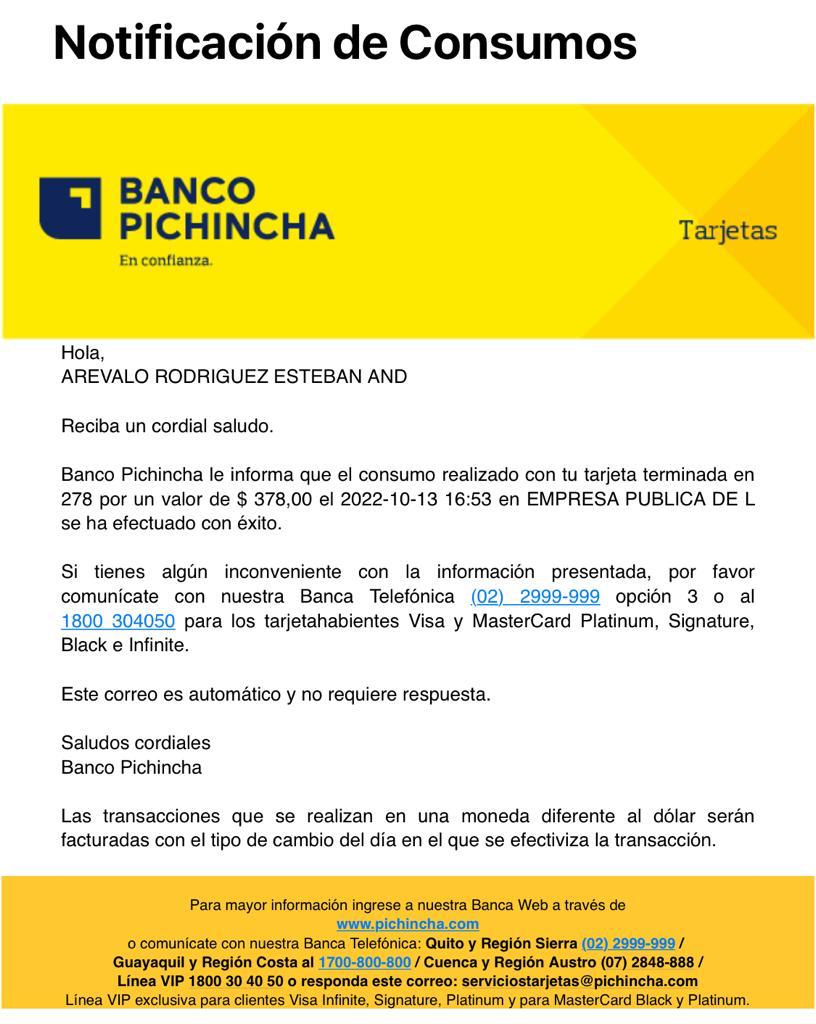 Notificación de Consumos
BANCO
PICHINCHA
En confianza.
Tarjetas
Hola,
AREVALO RODRIGUEZ ESTEBAN AND
Reciba un cordial saludo.
Banco Pichincha le informa que el consumo realizado con tu tarjeta terminada en
278 por un valor de $ 378,00 el 2022-10-13 16:53 en EMPRESA PUBLICA DE L
se ha efectuado con éxito.
Si tienes algún inconveniente con la información presentada, por favor
comunícate con nuestra Banca Telefónica (02) 2999-999 opción 3 o al
1800 304050 para los tarjetahabientes Visa y MasterCard Platinum, Signature,
Black e Infinite.
Este correo es automático y no requiere respuesta.
Saludos cordiales
Banco Pichincha
Las transacciones que se realizan en una moneda diferente al dólar serán
facturadas con el tipo de cambio del día en el que se efectiviza la transacción.
Para mayor información ingrese a nuestra Banca Web a través de
www.pichincha.com
o comunícate con nuestra Banca Telefónica: Quito y Región Sierra (02) 2999-999 /
Guayaquil y Región Costa al 1700-800-800 / Cuenca y Región Austro (07) 2848-888 /
Línea VIP 1800 30 40 50 o responda este correo: serviciostarjetas@pichincha.com
Línea VIP exclusiva para clientes Visa Infinite, Signature, Platinum y para MasterCard Black y Platinum.